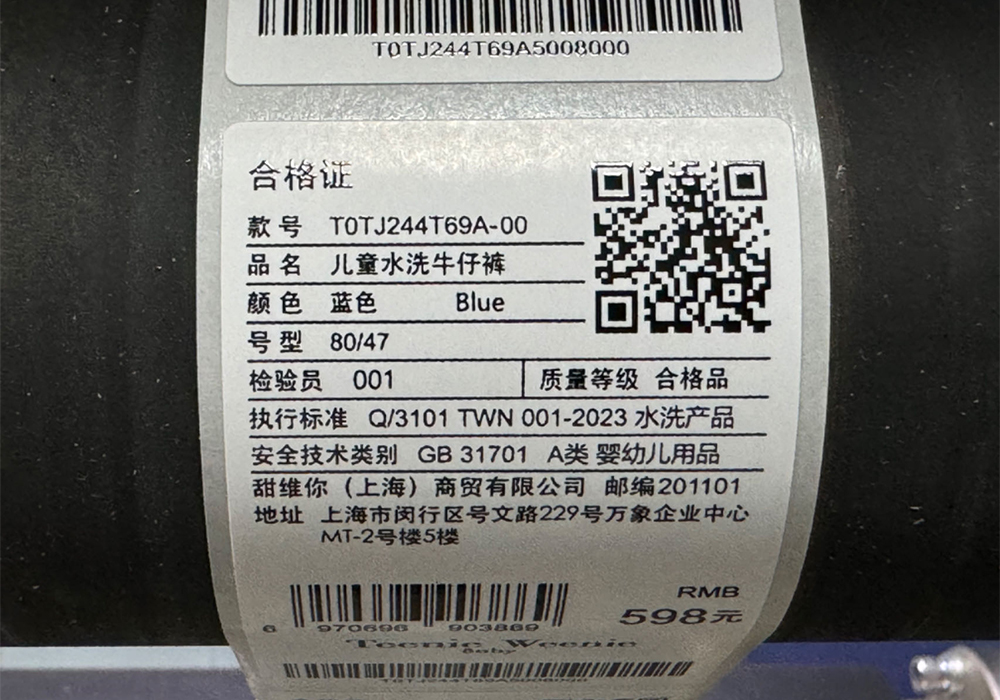 T0TJ244T69A5008000
合格证
款号 T0TJ244T69A-00
品名 儿童水洗牛仔裤
颜色 蓝色 Blue
号型 80/47
检验员 001 质量等级 合格品
执行标准 Q/3101 TWN 001-2023 水洗产品
安全技术类别 GB 31701 A类 婴幼儿用品
甜维你（上海）商贸有限公司 邮编201101
地址 上海市闵行区号文路229号万象企业中心
MT-2号楼5楼
RMB
598元
6 970696 903869
Teenie Weenie
Baby
T0TJ244T69A5008000